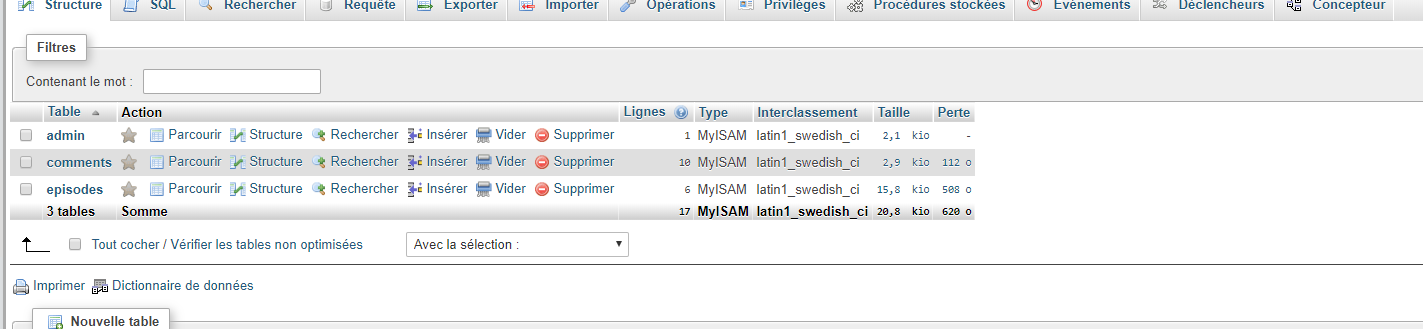 Structure SQL Rechercher Requête Exporter Importer Opérations Privilèges Procédures stockées Évènements Déclencheurs Concepteur
Filtres
Contenant le mot :
Table Action Lignes Type Interclassement Taille Perte
admin Parcourir Structure Rechercher Insérer Vider Supprimer 1 MyISAM latin1_swedish_ci 2,1 kio -
comments Parcourir Structure Rechercher Insérer Vider Supprimer 10 MyISAM latin1_swedish_ci 2,9 kio 112 o
episodes Parcourir Structure Rechercher Insérer Vider Supprimer 6 MyISAM latin1_swedish_ci 15,8 kio 508 o
3 tables Somme 17 MyISAM latin1_swedish_ci 20,8 kio 620 o
Tout cocher / Vérifier les tables non optimisées Avec la sélection :
Imprimer Dictionnaire de données
Nouvelle table